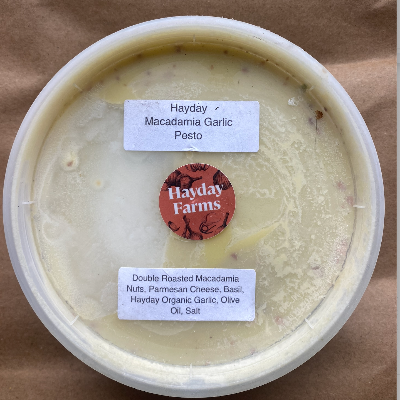 Hayday
Macadamia Garlic
Pesto
Hayday
Farms
Double Roasted Macadamia
Nuts, Parmesan Cheese, Basil,
Hayday Organic Garlic, Olive
Oil, Salt